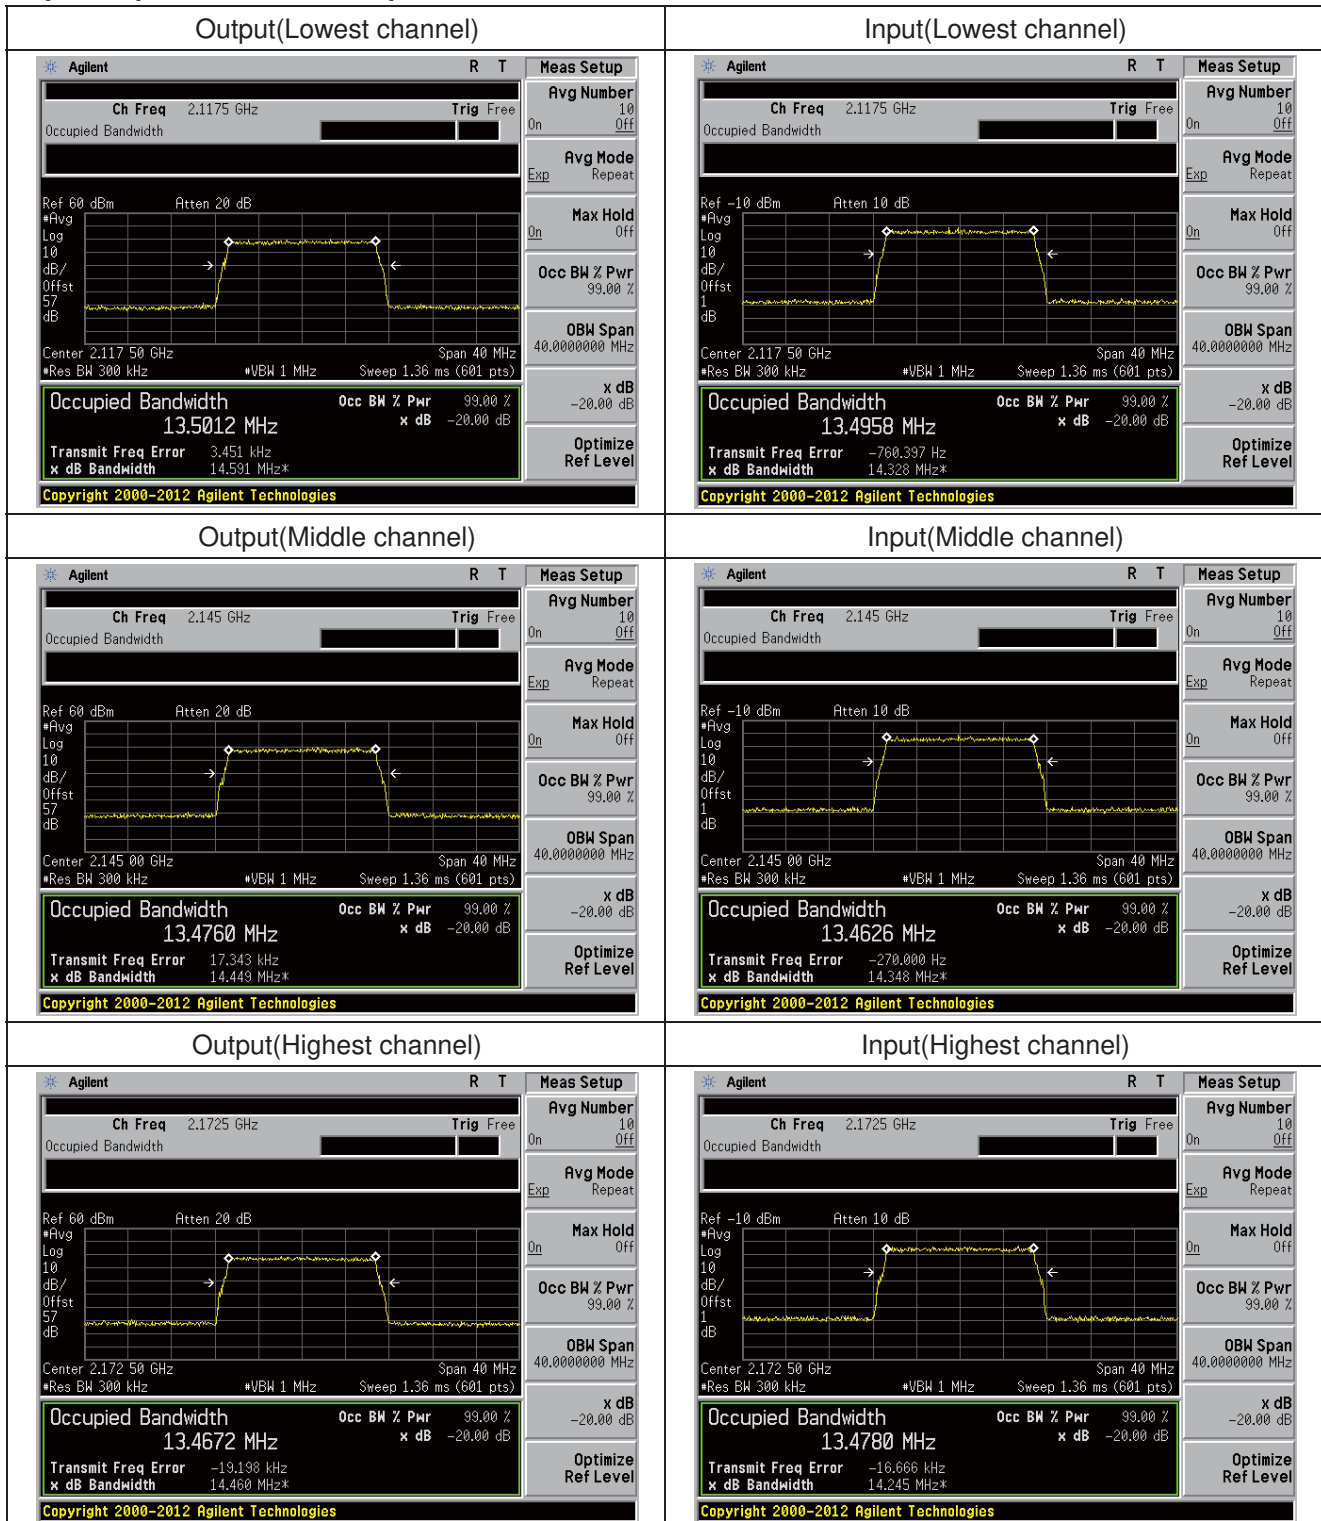 Output(Lowest channel)
Input(Lowest channel)
Agilent R T Meas Setup
Ch Freq 2.1175 GHz Trig Free
Occupied Bandwidth
Avg Number
10
On Off
Avg Mode
Exp Repeat
Max Hold
On Off
Occ BW % Pwr
99.00 %
OBW Span
40.0000000 MHz
x dB
-20.00 dB
Optimize
Ref Level
Ref 60 dBm Atten 20 dB
#Avg
Log
10
dB/
Offst
57
dB
Center 2.117 50 GHz Span 40 MHz
#Res BW 300 kHz #VBW 1 MHz Sweep 1.36 ms (601 pts)
Occupied Bandwidth Occ BW % Pwr 99.00 %
13.5012 MHz x dB -20.00 dB
Transmit Freq Error 3.451 kHz
x dB Bandwidth 14.591 MHz*
Copyright 2000-2012 Agilent Technologies
Agilent R T Meas Setup
Ch Freq 2.1175 GHz Trig Free
Occupied Bandwidth
Avg Number
10
On Off
Avg Mode
Exp Repeat
Max Hold
On Off
Occ BW % Pwr
99.00 %
OBW Span
40.0000000 MHz
x dB
-20.00 dB
Optimize
Ref Level
Ref -10 dBm Atten 10 dB
#Avg
Log
10
dB/
Offst
1
dB
Center 2.117 50 GHz Span 40 MHz
#Res BW 300 kHz #VBW 1 MHz Sweep 1.36 ms (601 pts)
Occupied Bandwidth Occ BW % Pwr 99.00 %
13.4958 MHz x dB -20.00 dB
Transmit Freq Error -760.397 Hz
x dB Bandwidth 14.328 MHz*
Copyright 2000-2012 Agilent Technologies
Output(Middle channel)
Input(Middle channel)
Agilent R T Meas Setup
Ch Freq 2.145 GHz Trig Free
Occupied Bandwidth
Avg Number
10
On Off
Avg Mode
Exp Repeat
Max Hold
On Off
Occ BW % Pwr
99.00 %
OBW Span
40.0000000 MHz
x dB
-20.00 dB
Optimize
Ref Level
Ref 60 dBm Atten 20 dB
#Avg
Log
10
dB/
Offst
57
dB
Center 2.145 00 GHz Span 40 MHz
#Res BW 300 kHz #VBW 1 MHz Sweep 1.36 ms (601 pts)
Occupied Bandwidth Occ BW % Pwr 99.00 %
13.4760 MHz x dB -20.00 dB
Transmit Freq Error 17.343 kHz
x dB Bandwidth 14.449 MHz*
Copyright 2000-2012 Agilent Technologies
Agilent R T Meas Setup
Ch Freq 2.145 GHz Trig Free
Occupied Bandwidth
Avg Number
10
On Off
Avg Mode
Exp Repeat
Max Hold
On Off
Occ BW % Pwr
99.00 %
OBW Span
40.0000000 MHz
x dB
-20.00 dB
Optimize
Ref Level
Ref -10 dBm Atten 10 dB
#Avg
Log
10
dB/
Offst
1
dB
Center 2.145 00 GHz Span 40 MHz
#Res BW 300 kHz #VBW 1 MHz Sweep 1.36 ms (601 pts)
Occupied Bandwidth Occ BW % Pwr 99.00 %
13.4626 MHz x dB -20.00 dB
Transmit Freq Error -270.000 Hz
x dB Bandwidth 14.348 MHz*
Copyright 2000-2012 Agilent Technologies
Output(Highest channel)
Input(Highest channel)
Agilent R T Meas Setup
Ch Freq 2.1725 GHz Trig Free
Occupied Bandwidth
Avg Number
10
On Off
Avg Mode
Exp Repeat
Max Hold
On Off
Occ BW % Pwr
99.00 %
OBW Span
40.0000000 MHz
x dB
-20.00 dB
Optimize
Ref Level
Ref 60 dBm Atten 20 dB
#Avg
Log
10
dB/
Offst
57
dB
Center 2.172 50 GHz Span 40 MHz
#Res BW 300 kHz #VBW 1 MHz Sweep 1.36 ms (601 pts)
Occupied Bandwidth Occ BW % Pwr 99.00 %
13.4672 MHz x dB -20.00 dB
Transmit Freq Error -19.198 kHz
x dB Bandwidth 14.460 MHz*
Copyright 2000-2012 Agilent Technologies
Agilent R T Meas Setup
Ch Freq 2.1725 GHz Trig Free
Occupied Bandwidth
Avg Number
10
On Off
Avg Mode
Exp Repeat
Max Hold
On Off
Occ BW % Pwr
99.00 %
OBW Span
40.0000000 MHz
x dB
-20.00 dB
Optimize
Ref Level
Ref -10 dBm Atten 10 dB
#Avg
Log
10
dB/
Offst
1
dB
Center 2.172 50 GHz Span 40 MHz
#Res BW 300 kHz #VBW 1 MHz Sweep 1.36 ms (601 pts)
Occupied Bandwidth Occ BW % Pwr 99.00 %
13.4780 MHz x dB -20.00 dB
Transmit Freq Error -16.666 kHz
x dB Bandwidth 14.245 MHz*
Copyright 2000-2012 Agilent Technologies